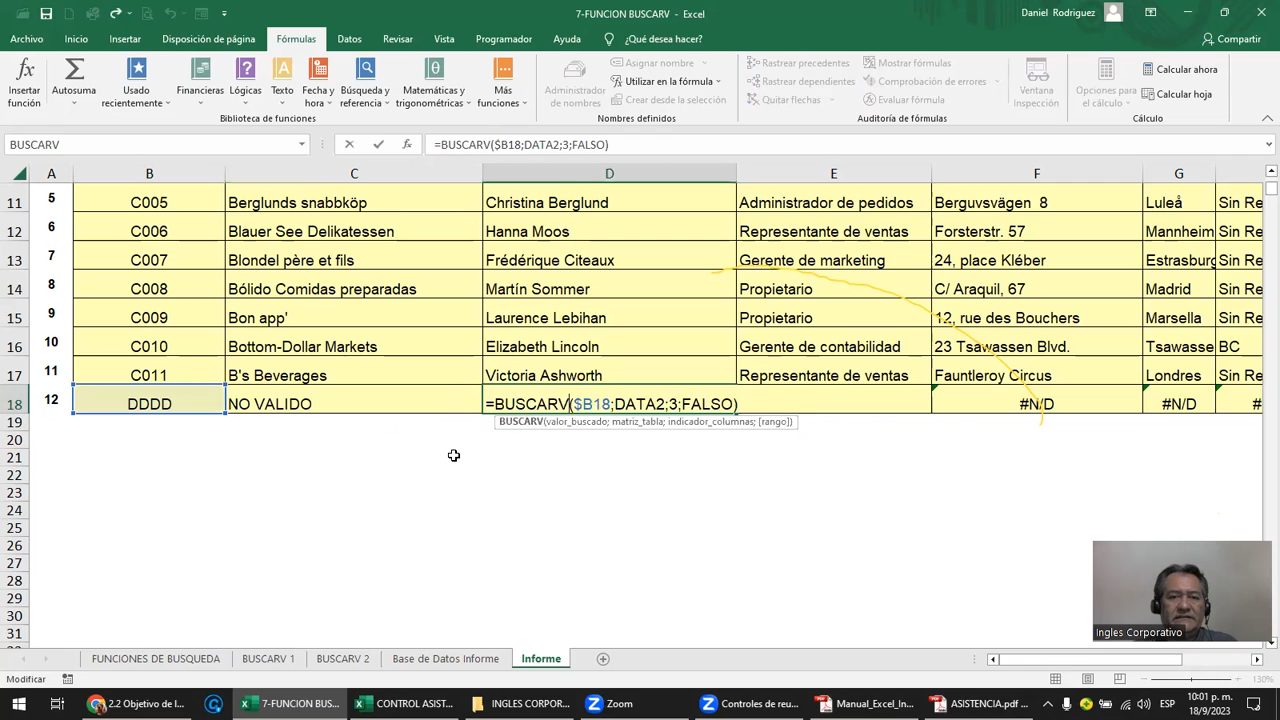 7-FUNCION BUSCARV - Excel
Daniel Rodriguez
Archivo Inicio Insertar Disposición de página Fórmulas Datos Revisar Vista Programador Ayuda ¿Qué desea hacer? Compartir
Insertar función
Autosuma
Usado recientemente
Financieras
Lógicas
Texto
Fecha y hora
Búsqueda y referencia
Matemáticas y trigonométricas
Más funciones
Biblioteca de funciones
Administrador de nombres
Asignar nombre
Utilizar en la fórmula
Crear desde la selección
Nombres definidos
Rastrear precedentes
Rastrear dependientes
Quitar flechas
Mostrar fórmulas
Comprobación de errores
Evaluar fórmula
Auditoría de fórmulas
Ventana Inspección
Opciones para el cálculo
Calcular ahora
Calcular hoja
Cálculo
BUSCARV fx =BUSCARV($B18;DATA2;3;FALSO)
A B C D E F G
11 5 C005 Berglunds snabbköp Christina Berglund Administrador de pedidos Berguvsvägen 8 Luleå Sin Re
12 6 C006 Blauer See Delikatessen Hanna Moos Representante de ventas Forsterstr. 57 Mannheim Sin Re
13 7 C007 Blondel père et fils Frédérique Citeaux Gerente de marketing 24, place Kléber Estrasburg Sin Re
14 8 C008 Bólido Comidas preparadas Martín Sommer Propietario C/ Araquil, 67 Madrid Sin Re
15 9 C009 Bon app' Laurence Lebihan Propietario 12, rue des Bouchers Marsella Sin Re
16 10 C010 Bottom-Dollar Markets Elizabeth Lincoln Gerente de contabilidad 23 Tsawassen Blvd. Tsawasse BC
17 11 C011 B's Beverages Victoria Ashworth Representante de ventas Fauntleroy Circus Londres Sin Re
18 12 DDDD NO VALIDO =BUSCARV($B18;DATA2;3;FALSO) #N/D #N/D #
BUSCARV(valor_buscado; matriz_tabla; indicador_columnas; [rango])
19
20
21
22
23
24
25
26
27
28
29
30
31
Ingles Corporativo
FUNCIONES DE BUSQUEDA BUSCARV 1 BUSCARV 2 Base de Datos Informe Informe
Modificar 130%
2.2 Objetivo de l... 7-FUNCION BUS... CONTROL ASIST... INGLES CORPOR... Zoom Controles de reu... Manual_Excel_In... ASISTENCIA.pdf ... ESP 10:01 p. m.
18/9/2023